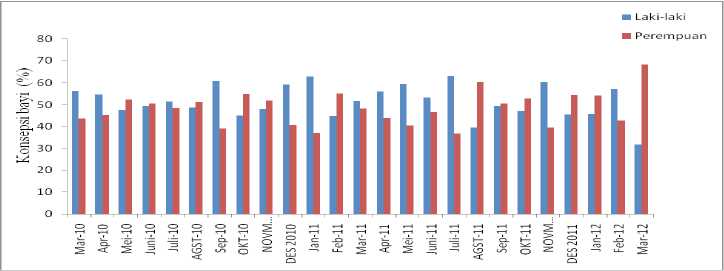 Laki-laki
Perempuan
Konsepsi bayi (%)
80
70
60
50
40
30
20
10
0
Mar-10
Apr-10
Mei-10
Juni-10
Juli-10
AGST-10
Sep-10
OKT-10
NOVM...
DES 2010
Jan-11
Feb-11
Mar-11
Apr-11
Mei-11
Juni-11
Juli-11
AGST-11
Sep-11
OKT-11
NOVM...
DES 2011
Jan-12
Feb-12
Mar-12